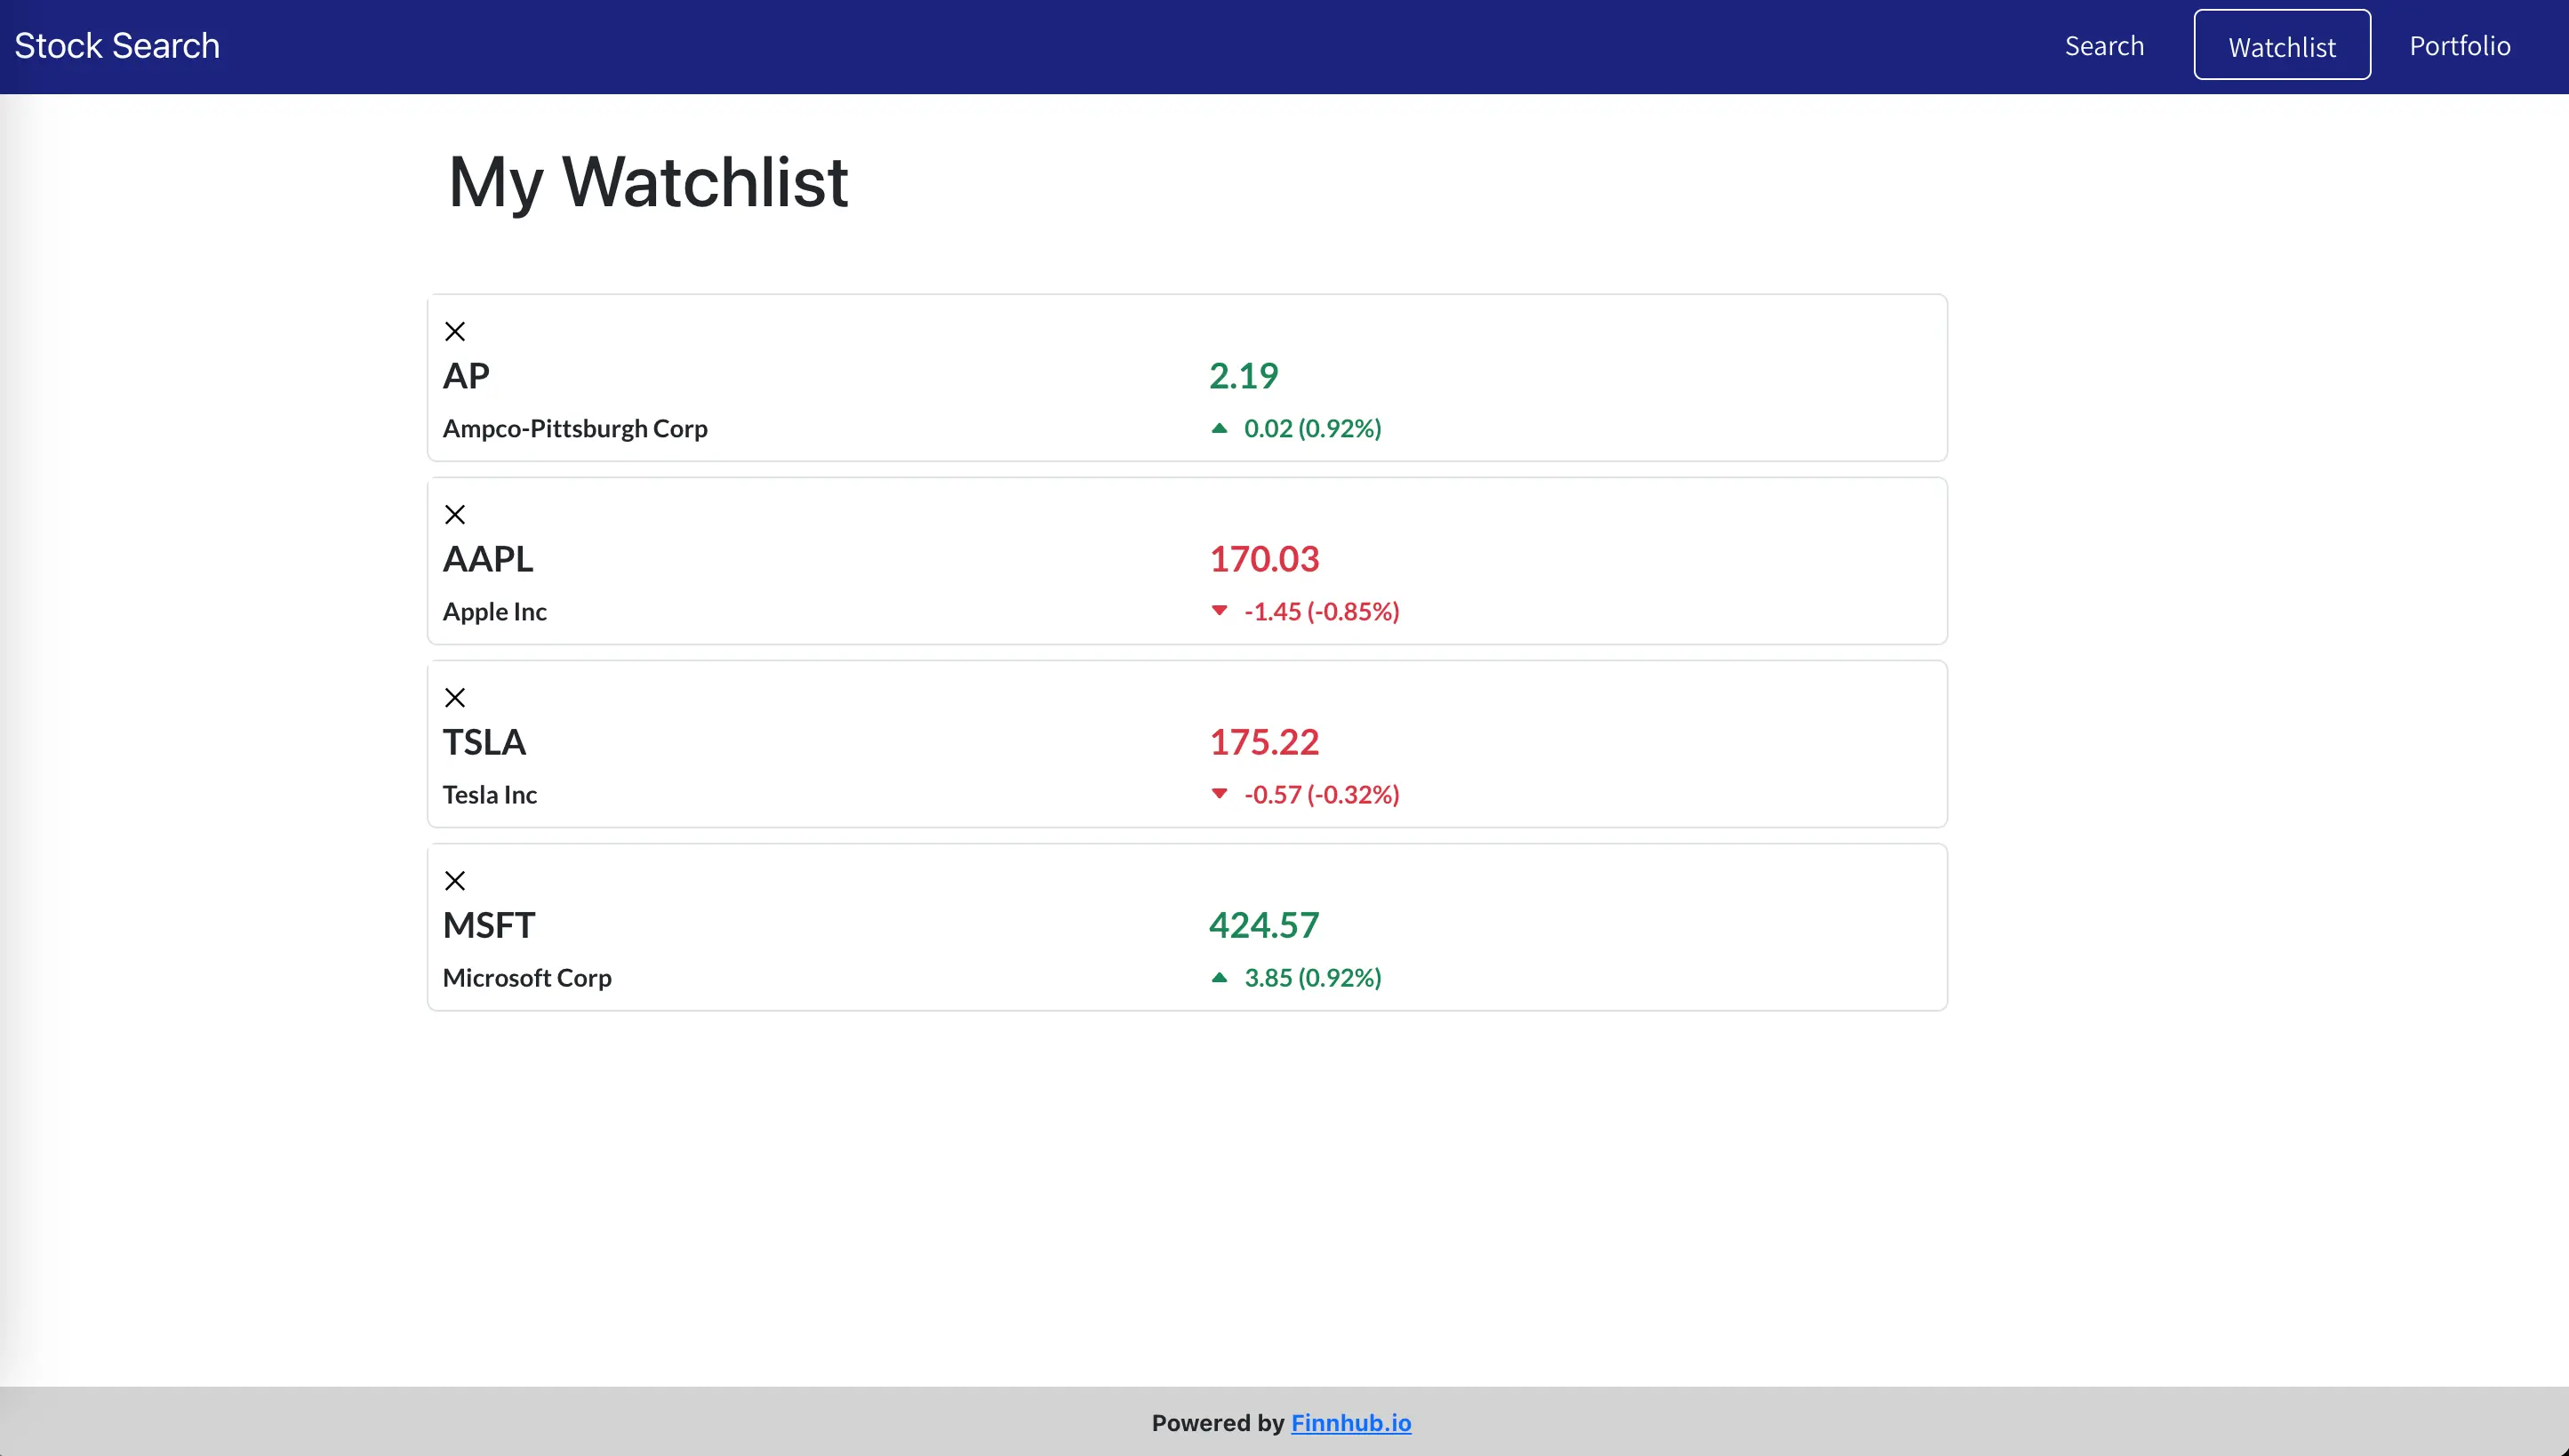 Stock Search
Search
Watchlist
Portfolio
My Watchlist
AP
2.19
Ampco-Pittsburgh Corp
0.02 (0.92%)
AAPL
170.03
Apple Inc
-1.45 (-0.85%)
TSLA
175.22
Tesla Inc
-0.57 (-0.32%)
MSFT
424.57
Microsoft Corp
3.85 (0.92%)
Powered by Finnhub.io